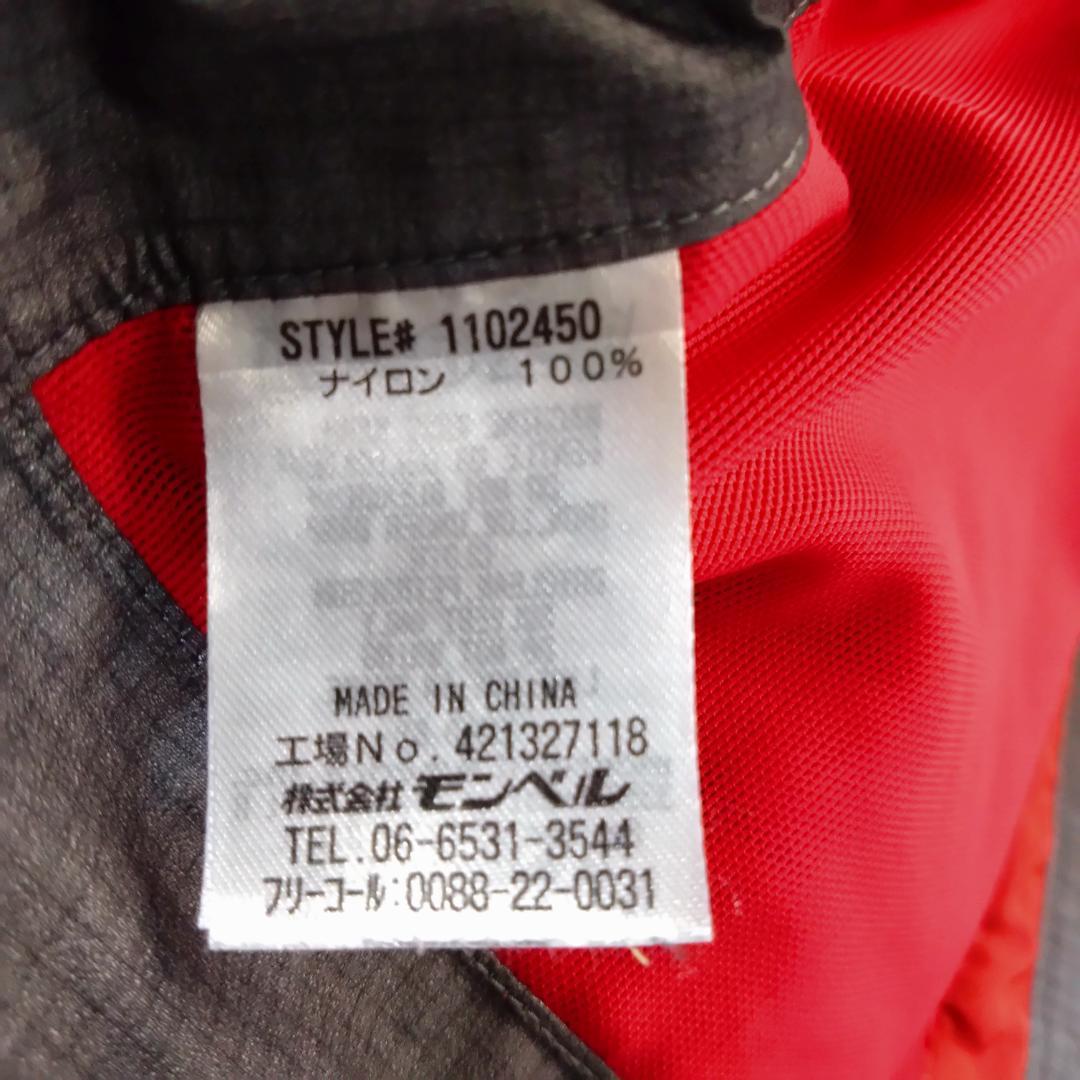 STYLE# 1102450
ナイロン 100%
MADE IN CHINA
工場No. 421327118
株式会社 モンベル
TEL.06-6531-3544
フリーコール:0088-22-0031